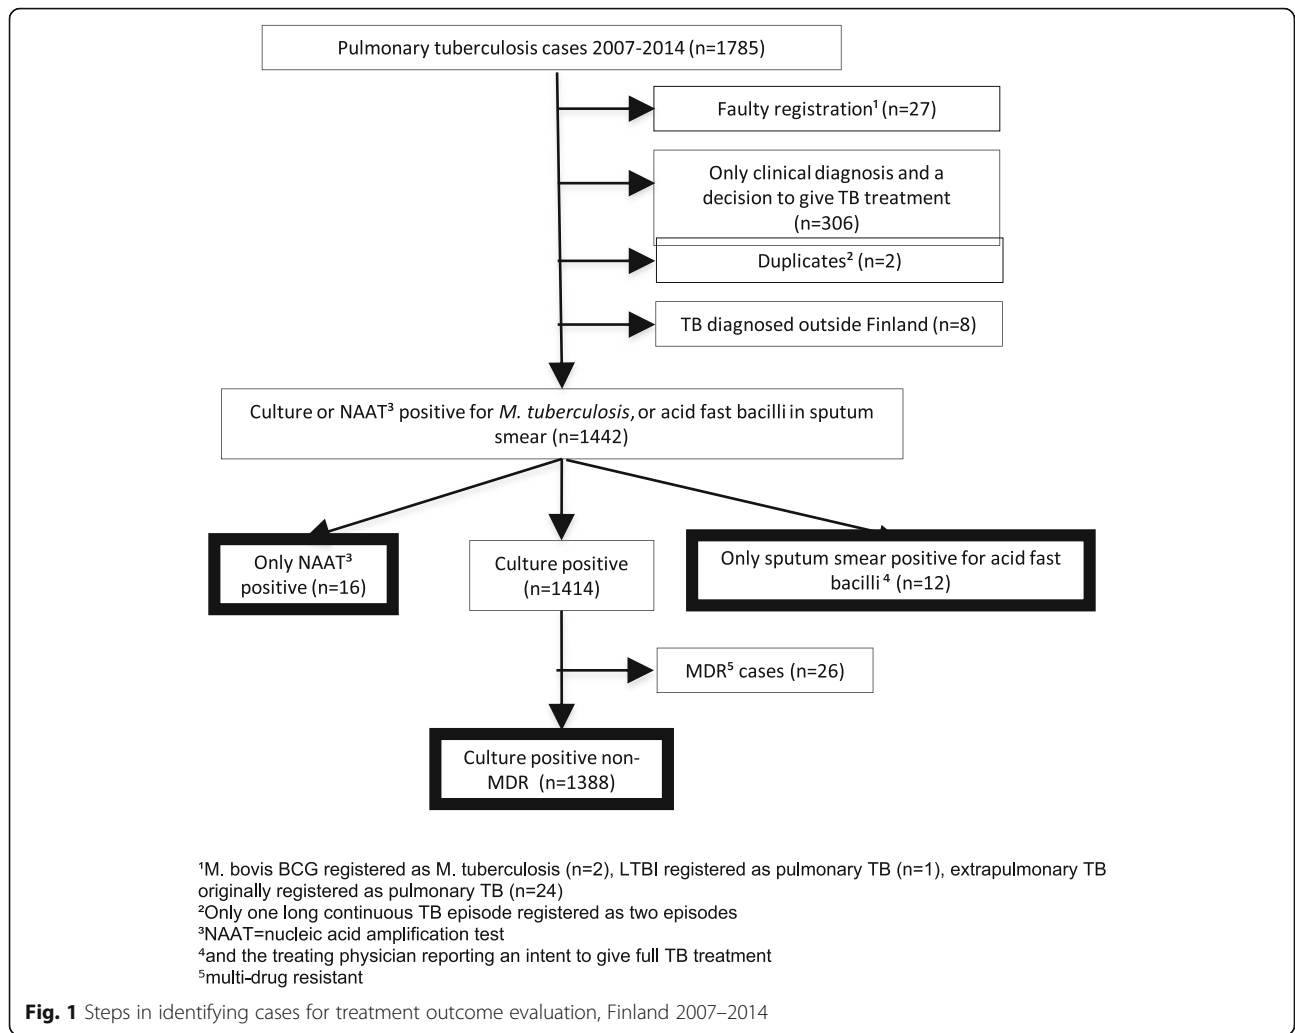 Pulmonary tuberculosis cases 2007-2014 (n=1785)
Faulty registration¹ (n=27)
Only clinical diagnosis and a
decision to give TB treatment
(n=306)
Duplicates² (n=2)
TB diagnosed outside Finland (n=8)
Culture or NAAT³ positive for M. tuberculosis, or acid fast bacilli in sputum
smear (n=1442)
Only NAAT³
positive (n=16)
Culture positive
(n=1414)
Only sputum smear positive for acid fast
bacilli⁴ (n=12)
MDR⁵ cases (n=26)
Culture positive non-
MDR (n=1388)
¹M. bovis BCG registered as M. tuberculosis (n=2), LTBI registered as pulmonary TB (n=1), extrapulmonary TB
originally registered as pulmonary TB (n=24)
²Only one long continuous TB episode registered as two episodes
³NAAT=nucleic acid amplification test
⁴and the treating physician reporting an intent to give full TB treatment
⁵multi-drug resistant
Fig. 1 Steps in identifying cases for treatment outcome evaluation, Finland 2007–2014